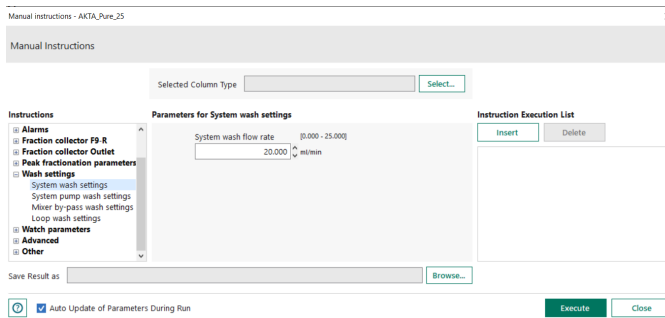 Manual instructions - AKTA_Pure_25
Manual Instructions
Selected Column Type
Select...
Instructions
Alarms
Fraction collector F9-R
Fraction collector Outlet
Peak fractionation parameters
Wash settings
System wash settings
System pump wash settings
Mixer by-pass wash settings
Loop wash settings
Watch parameters
Advanced
Other
Parameters for System wash settings
System wash flow rate [0.000 - 25.000]
20.000 ml/min
Instruction Execution List
Insert Delete
Save Result as
Browse...
? Auto Update of Parameters During Run
Execute Close